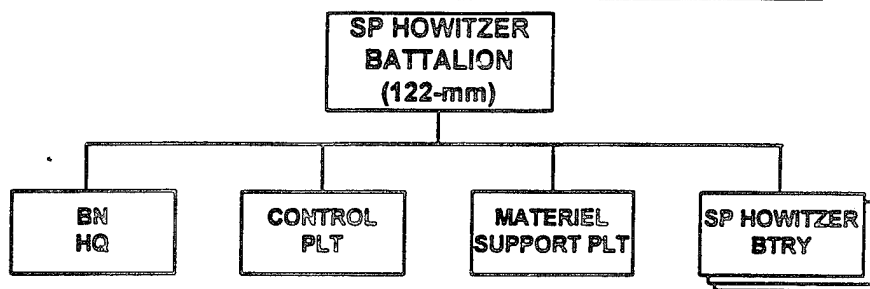 SP HOWITZER
BATTALION
(122-mm)
BN
HQ
CONTROL
PLT
MATERIEL
SUPPORT PLT
SP HOWITZER
BTRY